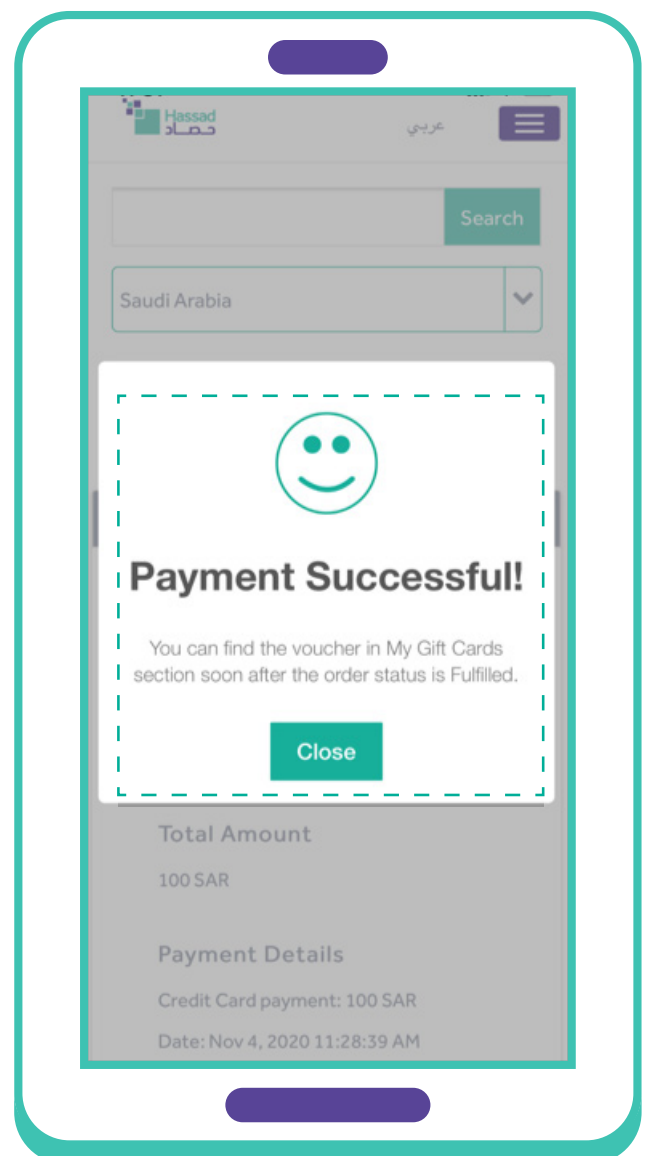 Hassad
حصاد
عربي
Search
Saudi Arabia
Payment Successful!
You can find the voucher in My Gift Cards
section soon after the order status is Fulfilled.
Close
Total Amount
100 SAR
Payment Details
Credit Card payment: 100 SAR
Date: Nov 4, 2020 11:28:39 AM